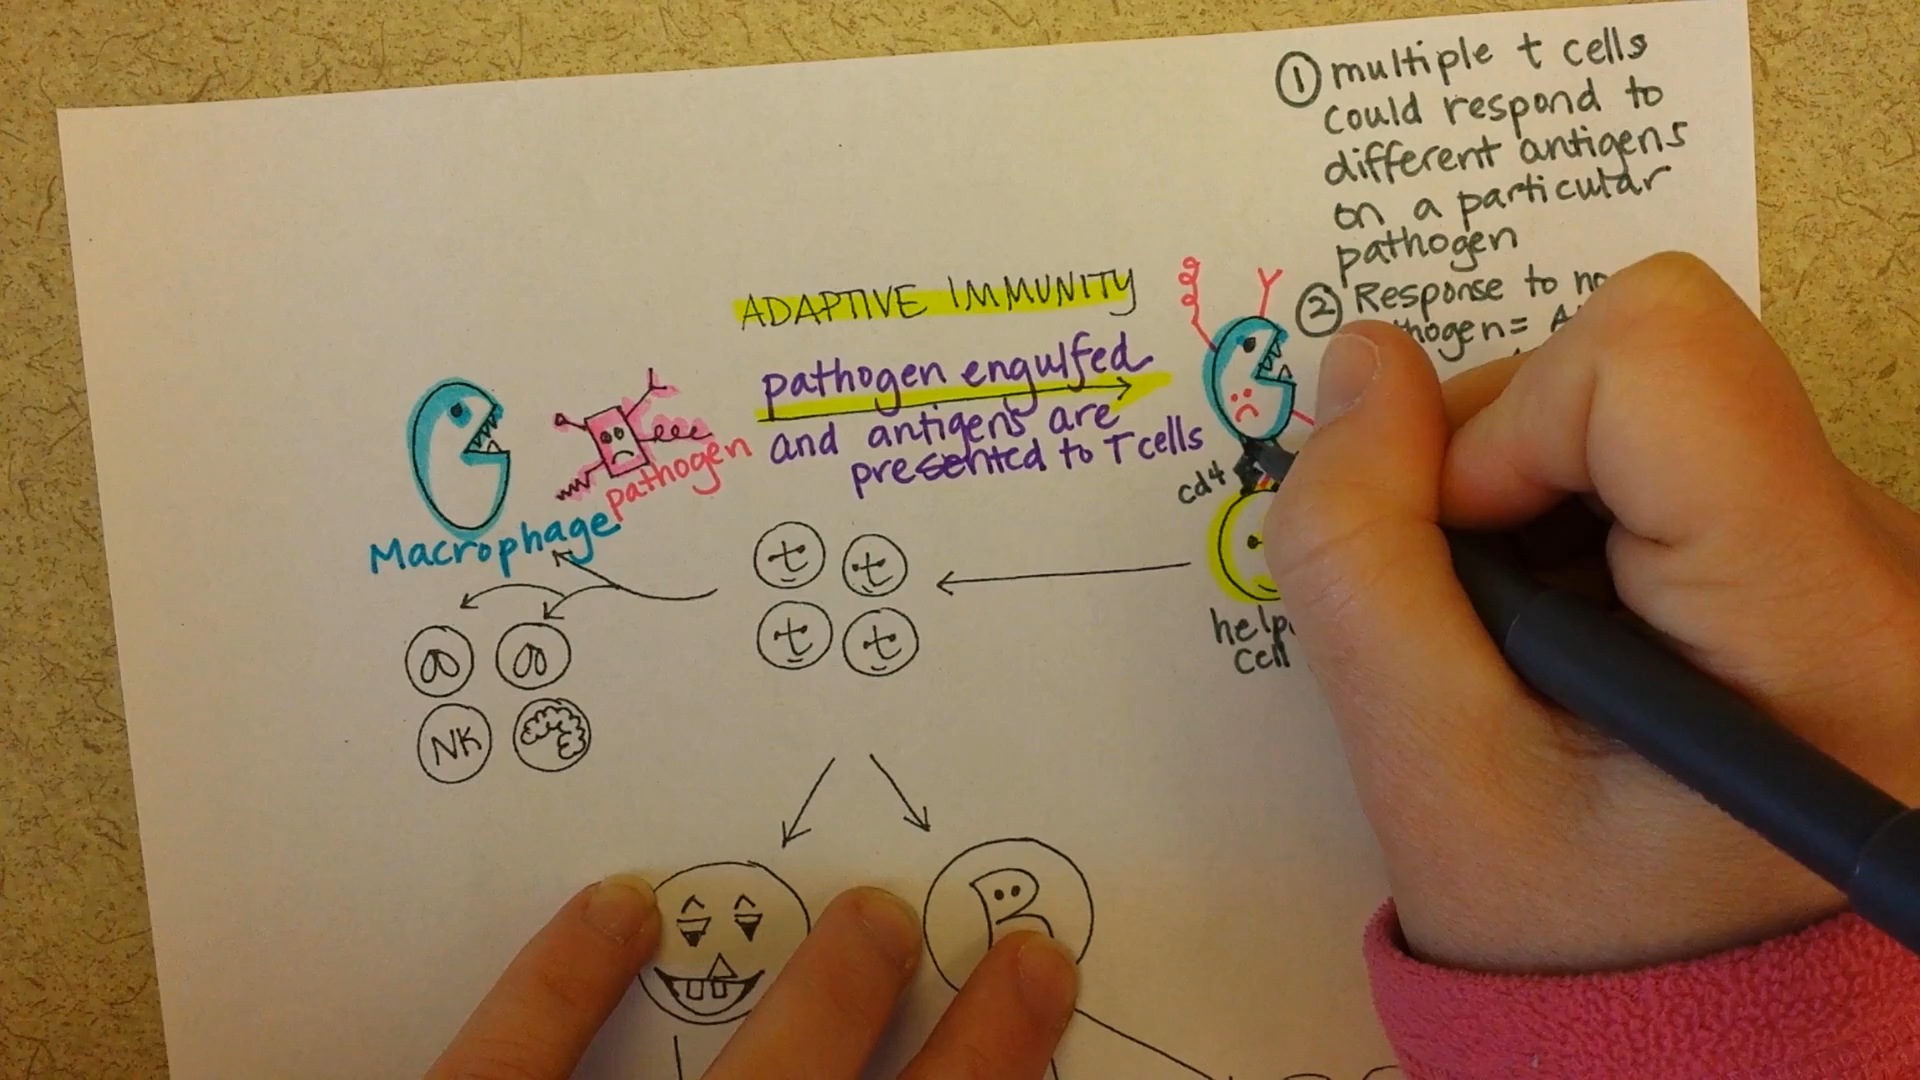 ① multiple t cells
could respond to
different antigens
on a particular
pathogen
② Response to
ADAPTIVE IMMUNITY
pathogen engulfed
and antigens are
presented to T cells
pathogen
Macrophage
cd4
cell
t t
t t
NK
B